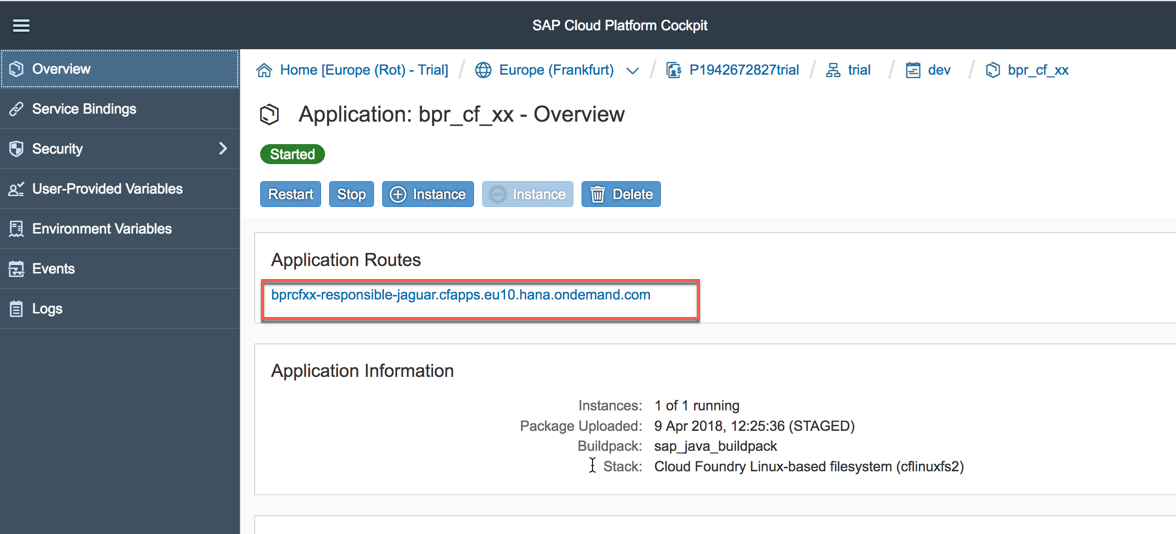 SAP Cloud Platform Cockpit
Overview
Service Bindings
Security
User-Provided Variables
Environment Variables
Events
Logs
Home [Europe (Rot) - Trial] / Europe (Frankfurt) / P1942672827trial / trial / dev / bpr_cf_xx
Application: bpr_cf_xx - Overview
Started
Restart Stop Instance Instance Delete
Application Routes
bprcfxx-responsible-jaguar.cfapps.eu10.hana.ondemand.com
Application Information
Instances: 1 of 1 running
Package Uploaded: 9 Apr 2018, 12:25:36 (STAGED)
Buildpack: sap_java_buildpack
Stack: Cloud Foundry Linux-based filesystem (cflinuxfs2)